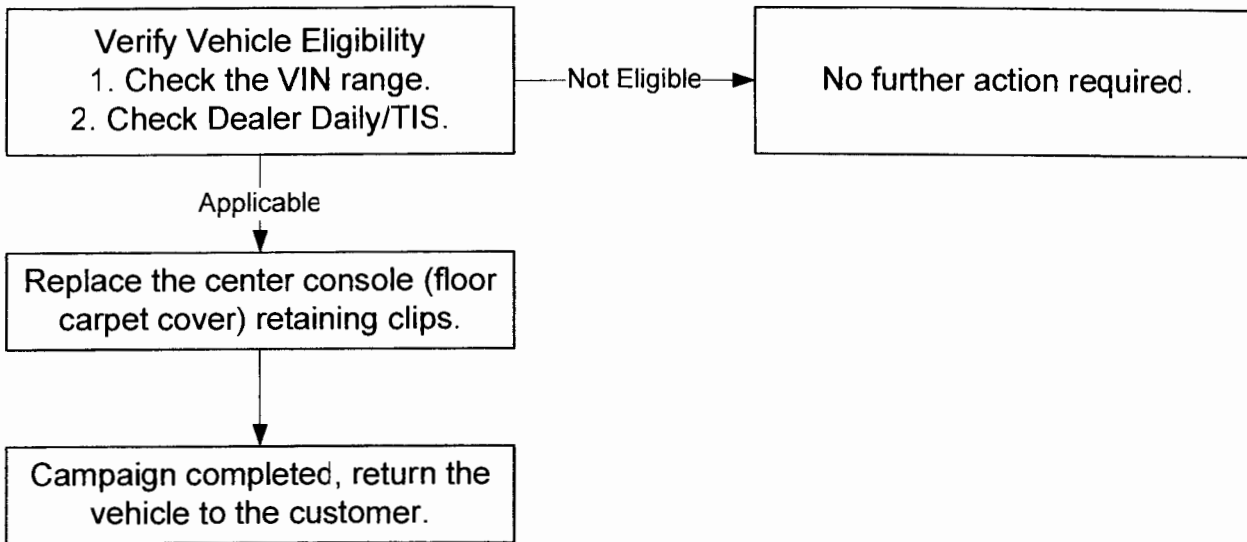 Verify Vehicle Eligibility
1. Check the VIN range.
2. Check Dealer Daily/TIS.
Not Eligible
No further action required.
Applicable
Replace the center console (floor
carpet cover) retaining clips.
Campaign completed, return the
vehicle to the customer.